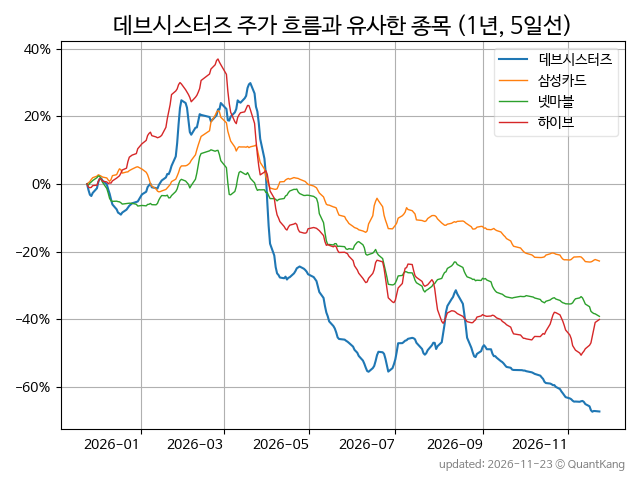 데브시스터즈 주가 흐름과 유사한 종목 (1년, 5일선)
40%
20%
0%
−20%
−40%
−60%
데브시스터즈
삼성카드
넷마블
하이브
2026−01
2026−03
2026−05
2026−07
2026−09
2026−11
updated: 2026-11-23 © QuantKang